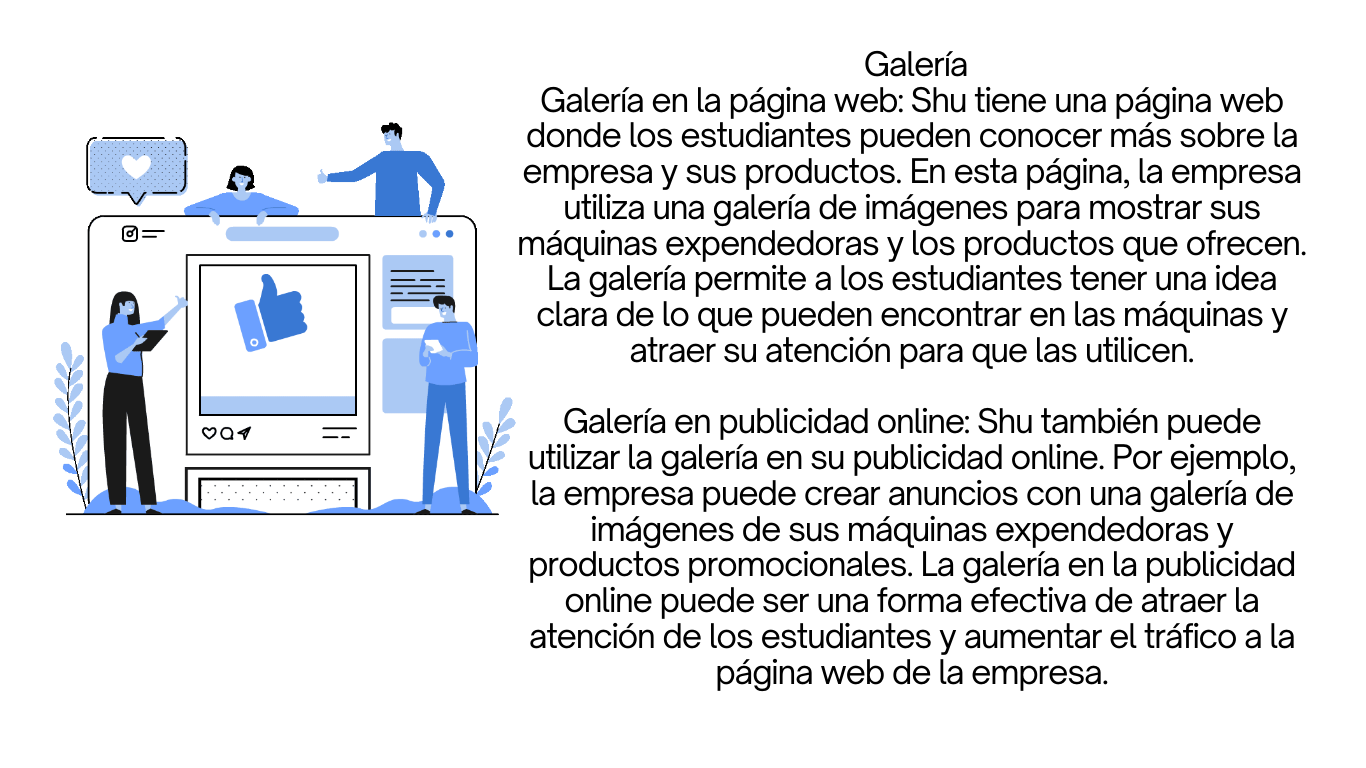 Galería
Galería en la página web: Shu tiene una página web
donde los estudiantes pueden conocer más sobre la
empresa y sus productos. En esta página, la empresa
utiliza una galería de imágenes para mostrar sus
máquinas expendedoras y los productos que ofrecen.
La galería permite a los estudiantes tener una idea
clara de lo que pueden encontrar en las máquinas y
atraer su atención para que las utilicen.
Galería en publicidad online: Shu también puede
utilizar la galería en su publicidad online. Por ejemplo,
la empresa puede crear anuncios con una galería de
imágenes de sus máquinas expendedoras y
productos promocionales. La galería en la publicidad
online puede ser una forma efectiva de atraer la
atención de los estudiantes y aumentar el tráfico a la
página web de la empresa.